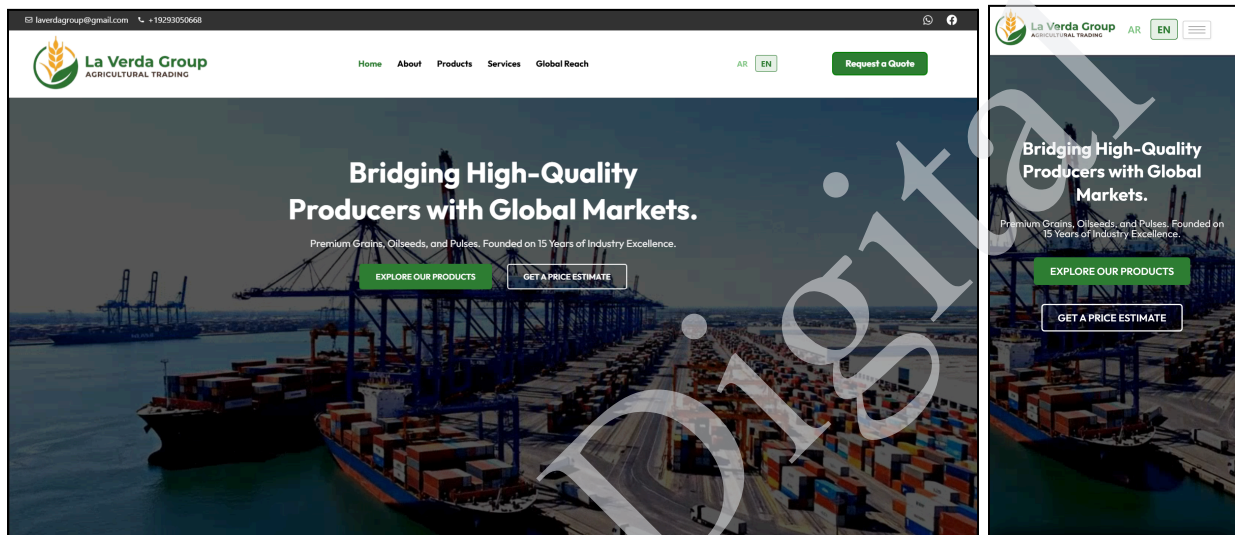 laverdagroup@gmail.com +19293050668
La Verda Group
AGRICULTURAL TRADING
Home About Products Services Global Reach
AR EN
Request a Quote
Bridging High-Quality
Producers with Global Markets.
Premium Grains, Oilseeds, and Pulses. Founded on 15 Years of Industry Excellence.
EXPLORE OUR PRODUCTS GET A PRICE ESTIMATE
La Verda Group
AGRICULTURAL TRADING
AR EN
Bridging High-Quality
Producers with Global
Markets.
Premium Grains, Oilseeds, and Pulses. Founded on
15 Years of Industry Excellence.
EXPLORE OUR PRODUCTS
GET A PRICE ESTIMATE
Digital